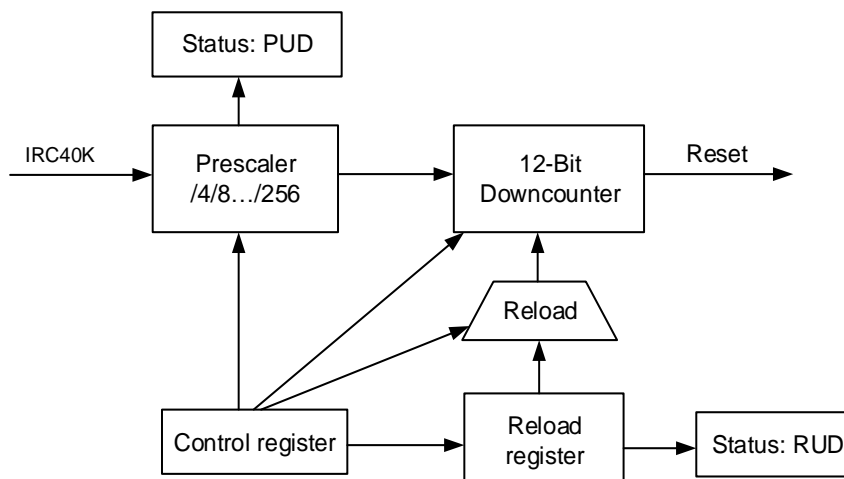 Status: PUD
IRC40K
Prescaler
/4/8…/256
12-Bit
Downcounter
Reset
Reload
Control register
Reload
register
Status: RUD